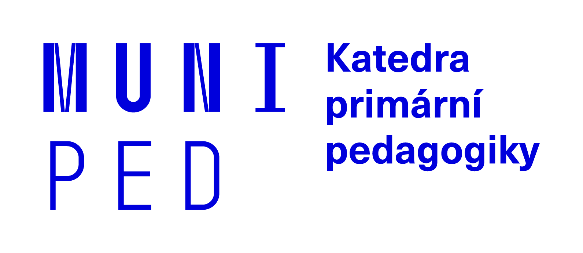 MUNI
PED
Katedra
primární
pedagogiky